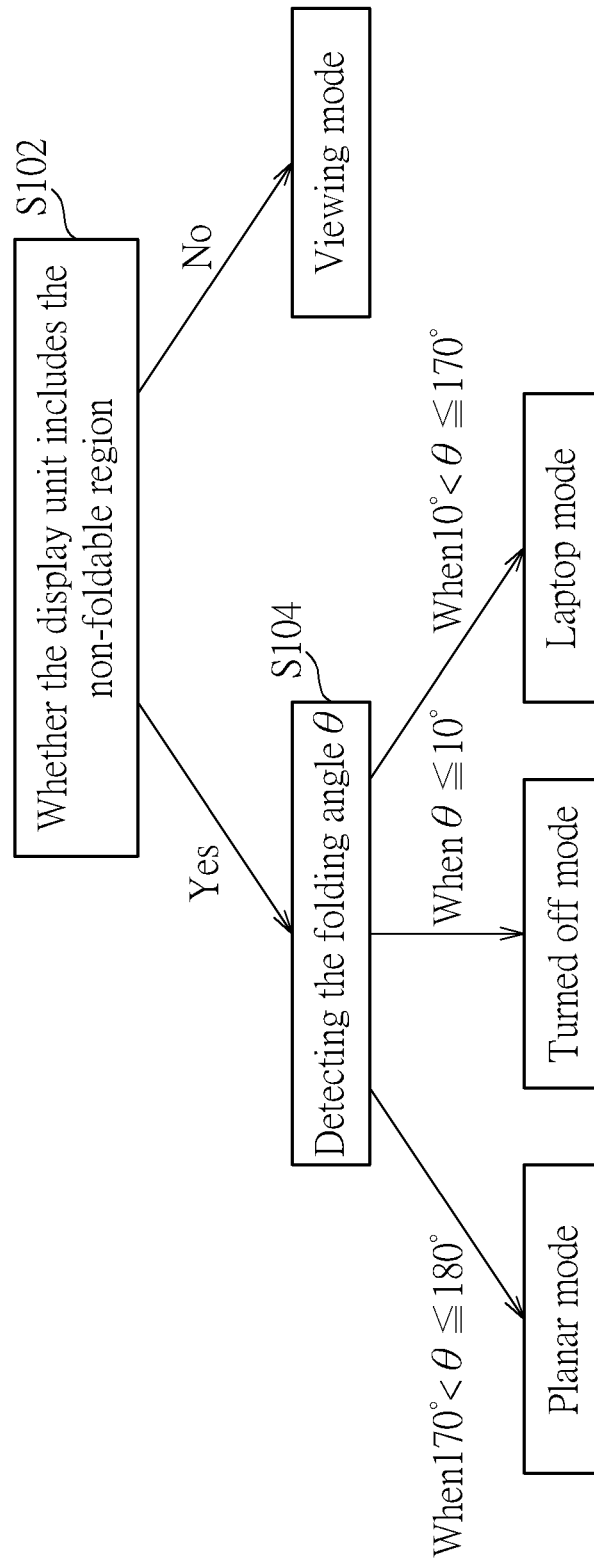 S102
Whether the display unit includes the
non-foldable region
Yes
No
S104
Detecting the folding angle θ
Viewing mode
When170°< θ ≦180°
When θ ≦10°
When10°< θ ≦170°
Planar mode
Turned off mode
Laptop mode